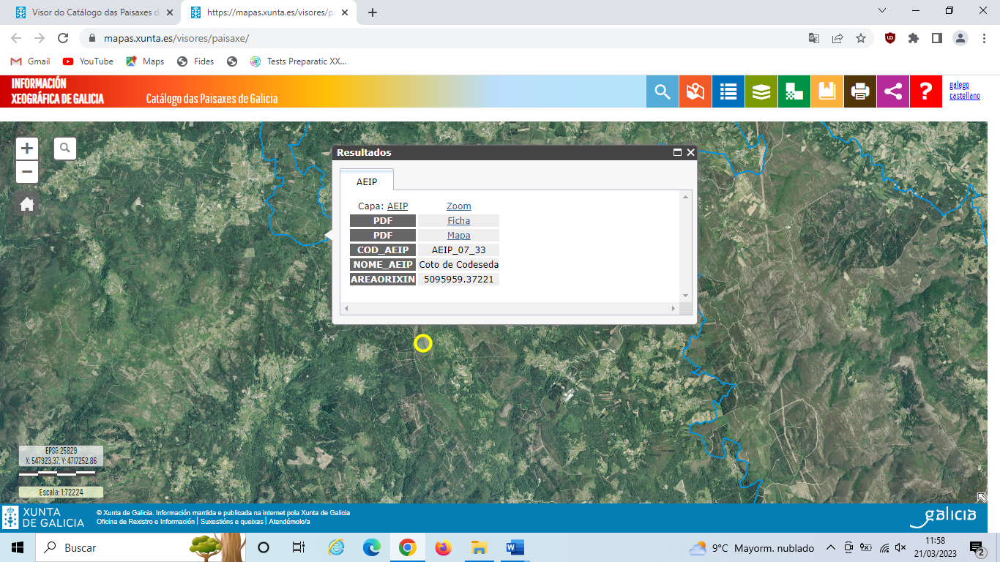 Visor do Catálogo das Paisaxes d
https://mapas.xunta.es/visores/pa
mapas.xunta.es/visores/paisaxe/
Gmail
YouTube
Maps
Fides
Tests Preparatic XX...
INFORMACIÓN
XEOGRÁFICA DE GALICIA
Catálogo das Paisaxes de Galicia
?
galego
castellano
Resultados
AEIP
Capa: AEIP Zoom
PDF Ficha
PDF Mapa
COD_AEIP AEIP_07_33
NOME_AEIP Coto de Codeseda
AREAORIXIN 5095959.37221
EPSG:25829
X: 547923,37; Y: 4717252,86
Escala: 1:72224
XUNTA
DE GALICIA
© Xunta de Galicia. Información mantida e publicada na internet pola Xunta de Galicia
Oficina de Rexistro e Información | Suxestións e queixas | Atendémolo/a
galicia
Buscar
9°C Mayorm. nublado
11:58
21/03/2023
2